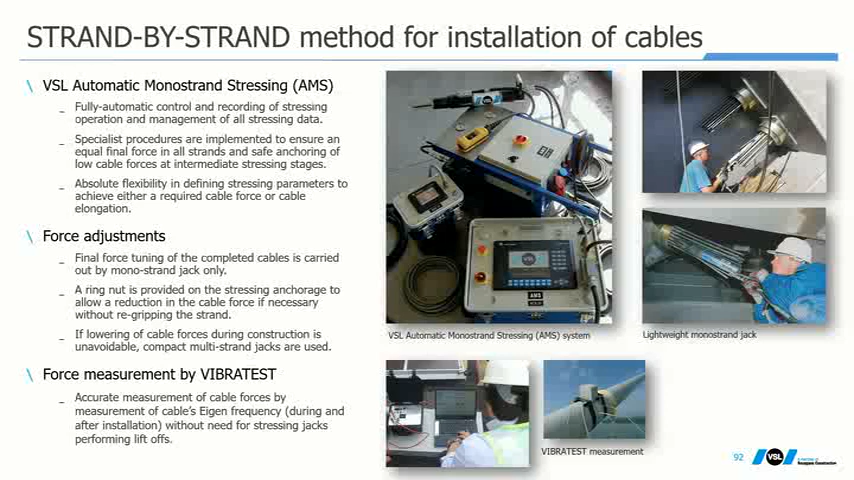 STRAND-BY-STRAND method for installation of cables
\ VSL Automatic Monostrand Stressing (AMS)
_ Fully-automatic control and recording of stressing
operation and management of all stressing data.
_ Specialist procedures are implemented to ensure an
equal final force in all strands and safe anchoring of
low cable forces at intermediate stressing stages.
_ Absolute flexibility in defining stressing parameters to
achieve either a required cable force or cable
elongation.
\ Force adjustments
_ Final force tuning of the completed cables is carried
out by mono-strand jack only.
_ A ring nut is provided on the stressing anchorage to
allow a reduction in the cable force if necessary
without re-gripping the strand.
_ If lowering of cable forces during construction is
unavoidable, compact multi-strand jacks are used.
\ Force measurement by VIBRATEST
_ Accurate measurement of cable forces by
measurement of cable's Eigen frequency (during and
after installation) without need for stressing jacks
performing lift offs.
VSL
AMS
VSL Automatic Monostrand Stressing (AMS) system
Lightweight monostrand jack
VIBRATEST measurement
92
VSL